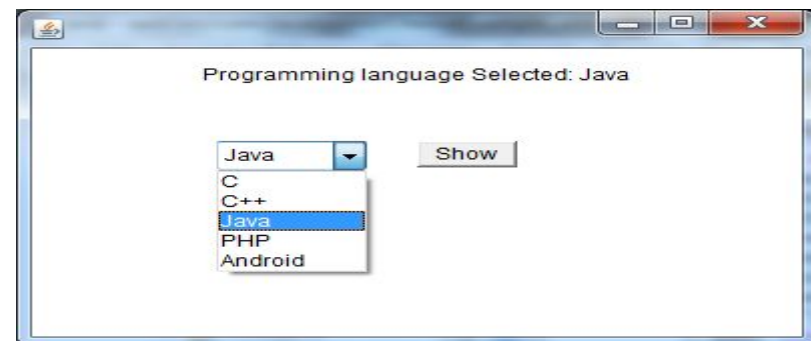 Programming language Selected: Java
Java
Show
C
C++
Java
PHP
Android